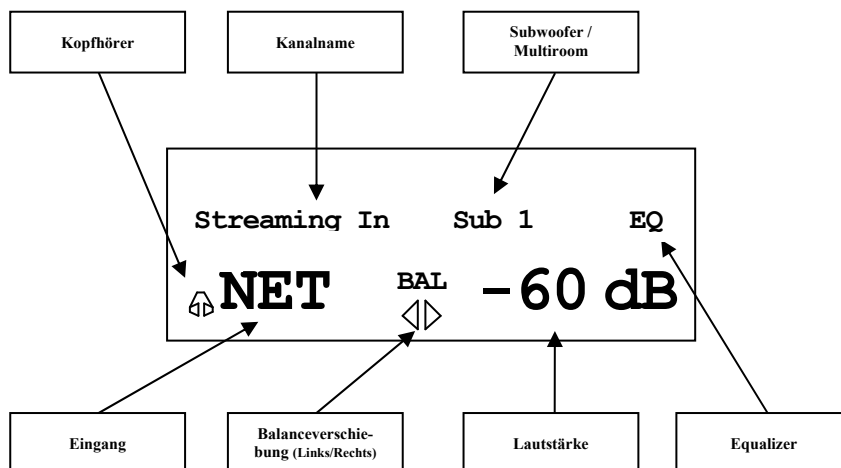 Kopfhörer
Kanalname
Subwoofer /
Multiroom
Streaming In Sub 1 EQ
NET BAL -60 dB
Eingang
Balanceverschie-
bung (Links/Rechts)
Lautstärke
Equalizer